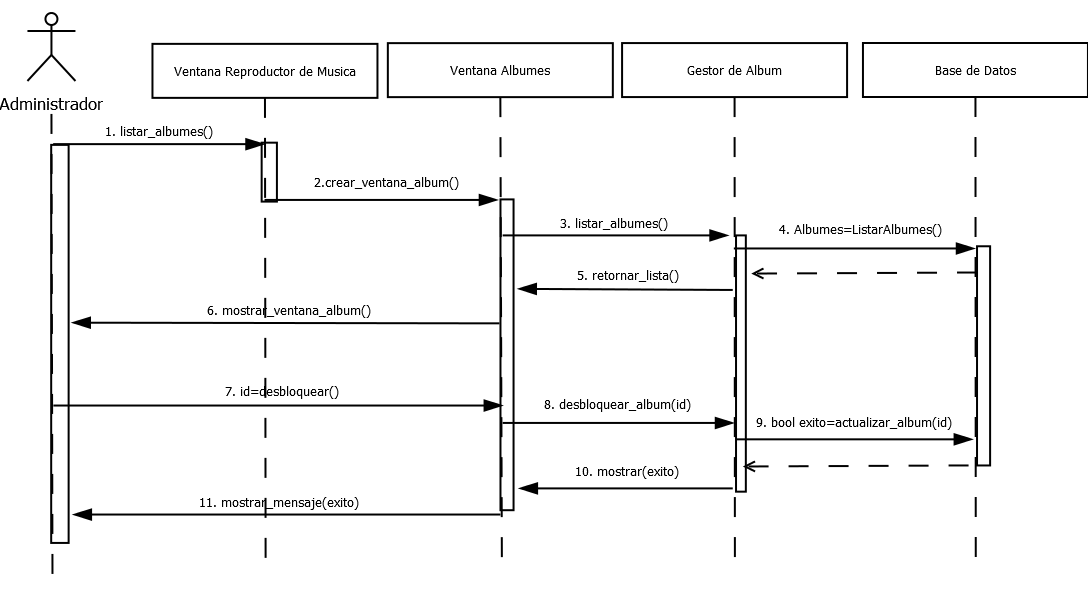 Administrador
Ventana Reproductor de Musica
Ventana Albumes
Gestor de Album
Base de Datos
1. listar_albumes()
2.crear_ventana_album()
3. listar_albumes()
4. Albumes=ListarAlbumes()
5. retornar_lista()
6. mostrar_ventana_album()
7. id=desbloquear()
8. desbloquear_album(id)
9. bool exito=actualizar_album(id)
10. mostrar(exito)
11. mostrar_mensaje(exito)